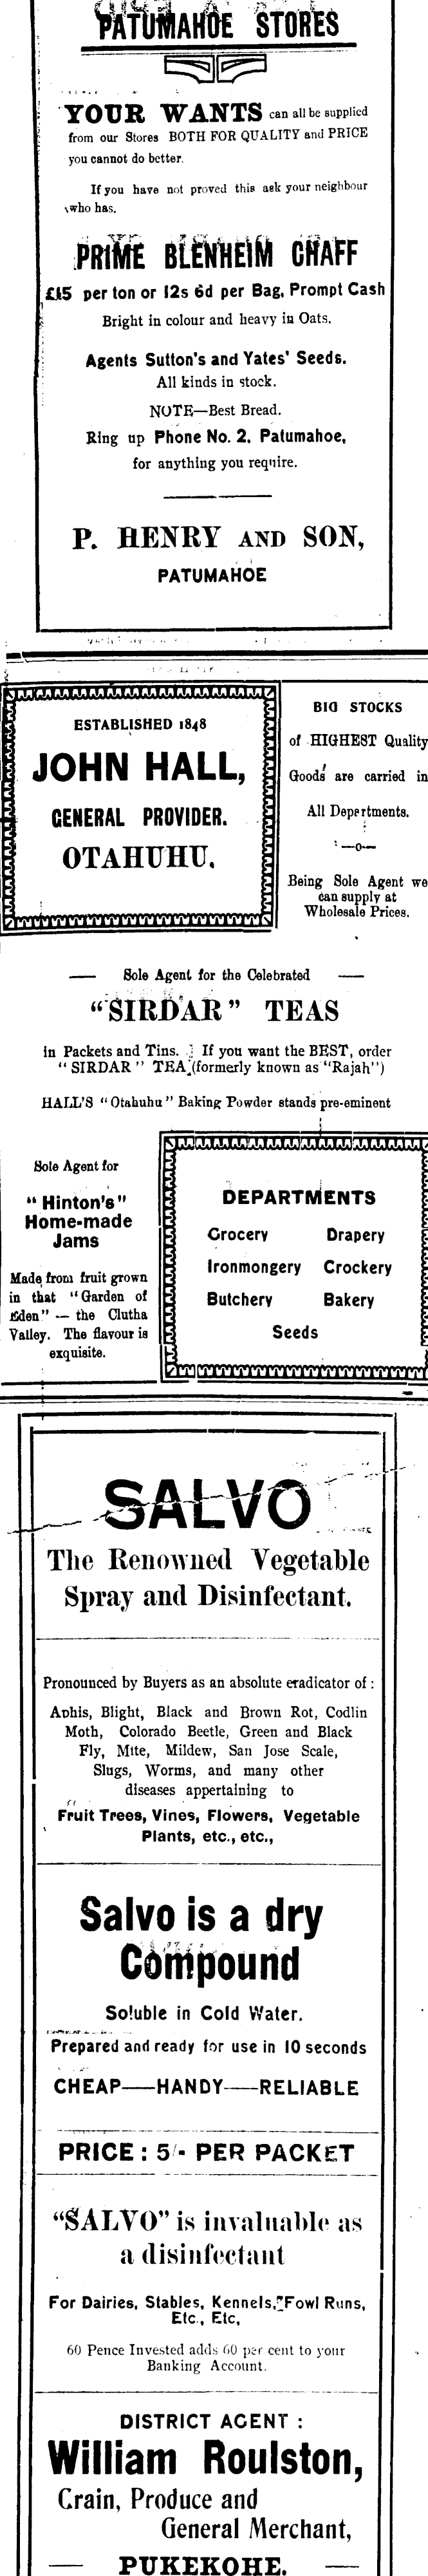 PATUMAHOE STORES
YOUR WANTS can all be supplied
from our Stores BOTH FOR QUALITY and PRICE
you cannot do better.
If you have not proved this ask your neighbour
who has.
PRIME BLENHEIM CHAFF
£15 per ton or 12s 6d per Bag, Prompt Cash
Bright in colour and heavy in Oats.
Agents Sutton's and Yates' Seeds.
All kinds in stock.
NOTE—Best Bread.
Ring up Phone No. 2. Patumahoe,
for anything you require.
P. HENRY AND SON,
PATUMAHOE
ESTABLISHED 1848
JOHN HALL,
GENERAL PROVIDER.
OTAHUHU.
BIG STOCKS
of HIGHEST Quality
Goods are carried in
All Departments.
—o—
Being Sole Agent we
can supply at
Wholesale Prices.
— Sole Agent for the Celebrated —
"SIRDAR" TEAS
in Packets and Tins. If you want the BEST, order
"SIRDAR" TEA (formerly known as "Rajah")
HALL'S "Otahuhu" Baking Powder stands pre-eminent
Sole Agent for
"Hinton's"
Home-made
Jams
Made from fruit grown
in that "Garden of
Eden" — the Clutha
Valley. The flavour is
exquisite.
DEPARTMENTS
Grocery Drapery
Ironmongery Crockery
Butchery Bakery
Seeds
SALVO
The Renowned Vegetable
Spray and Disinfectant.
Pronounced by Buyers as an absolute eradicator of:
Aphis, Blight, Black and Brown Rot, Codlin
Moth, Colorado Beetle, Green and Black
Fly, Mite, Mildew, San Jose Scale,
Slugs, Worms, and many other
diseases appertaining to
Fruit Trees, Vines, Flowers, Vegetable
Plants, etc., etc.,
Salvo is a dry
Compound
Soluble in Cold Water.
Prepared and ready for use in 10 seconds
CHEAP—HANDY—RELIABLE
PRICE: 5/- PER PACKET
"SALVO" is invaluable as
a disinfectant
For Dairies, Stables, Kennels, Fowl Runs,
Etc., Etc,
60 Pence Invested adds 60 per cent to your
Banking Account.
DISTRICT AGENT:
William Roulston,
Grain, Produce and
General Merchant,
— PUKEKOHE. —